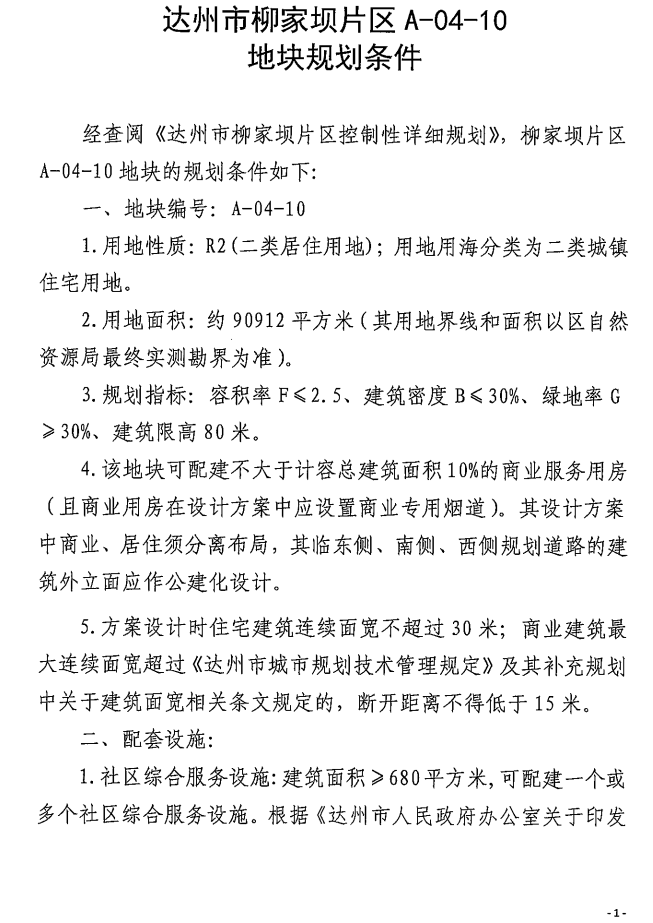 达州市柳家坝片区 A-04-10
地块规划条件
经查阅《达州市柳家坝片区控制性详细规划》，柳家坝片区
A-04-10 地块的规划条件如下:
一、地块编号: A-04-10
1.用地性质: R2(二类居住用地)；用地用海分类为二类城镇
住宅用地。
2.用地面积: 约 90912 平方米(其用地界线和面积以区自然
资源局最终实测勘界为准)。
3.规划指标: 容积率 F≤2.5、建筑密度 B≤30%、绿地率 G
≥30%、建筑限高 80 米。
4.该地块可配建不大于计容总建筑面积 10%的商业服务用房
(且商业用房在设计方案中应设置商业专用烟道)。其设计方案
中商业、居住须分离布局，其临东侧、南侧、西侧规划道路的建
筑外立面应作公建化设计。
5.方案设计时住宅建筑连续面宽不超过 30 米；商业建筑最
大连续面宽超过《达州市城市规划技术管理规定》及其补充规划
中关于建筑面宽相关条文规定的，断开距离不得低于 15 米。
二、配套设施:
1.社区综合服务设施:建筑面积≥680 平方米,可配建一个或
多个社区综合服务设施。根据《达州市人民政府办公室关于印发
-1-